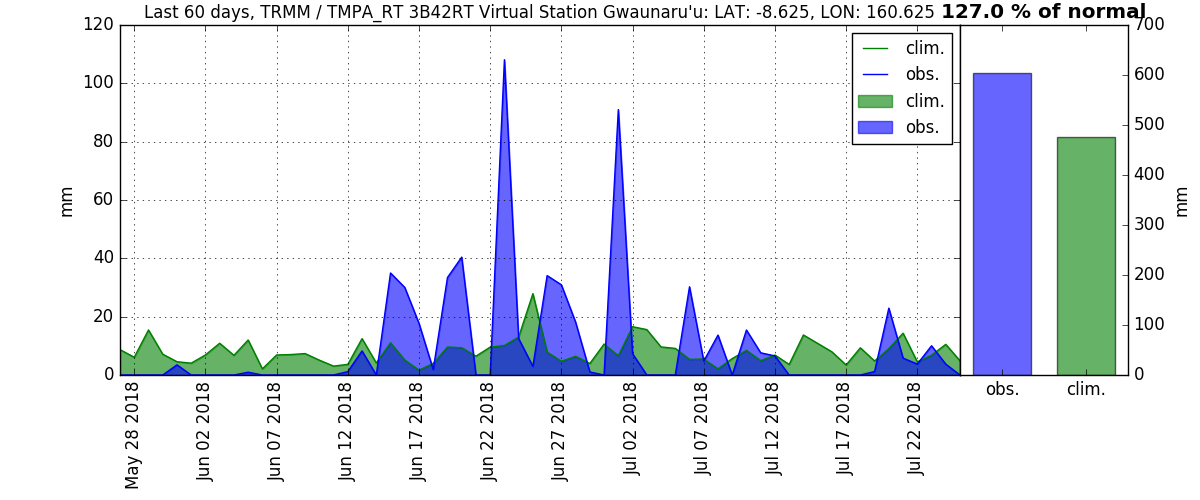 Last 60 days, TRMM / TMPA_RT 3B42RT Virtual Station Gwaunaru'u: LAT: -8.625, LON: 160.625 127.0 % of normal
120
100
80
60
40
20
0
mm
clim.
obs.
clim.
obs.
700
600
500
400
300
200
100
0
mm
May 28 2018
Jun 02 2018
Jun 07 2018
Jun 12 2018
Jun 17 2018
Jun 22 2018
Jun 27 2018
Jul 02 2018
Jul 07 2018
Jul 12 2018
Jul 17 2018
Jul 22 2018
obs.
clim.